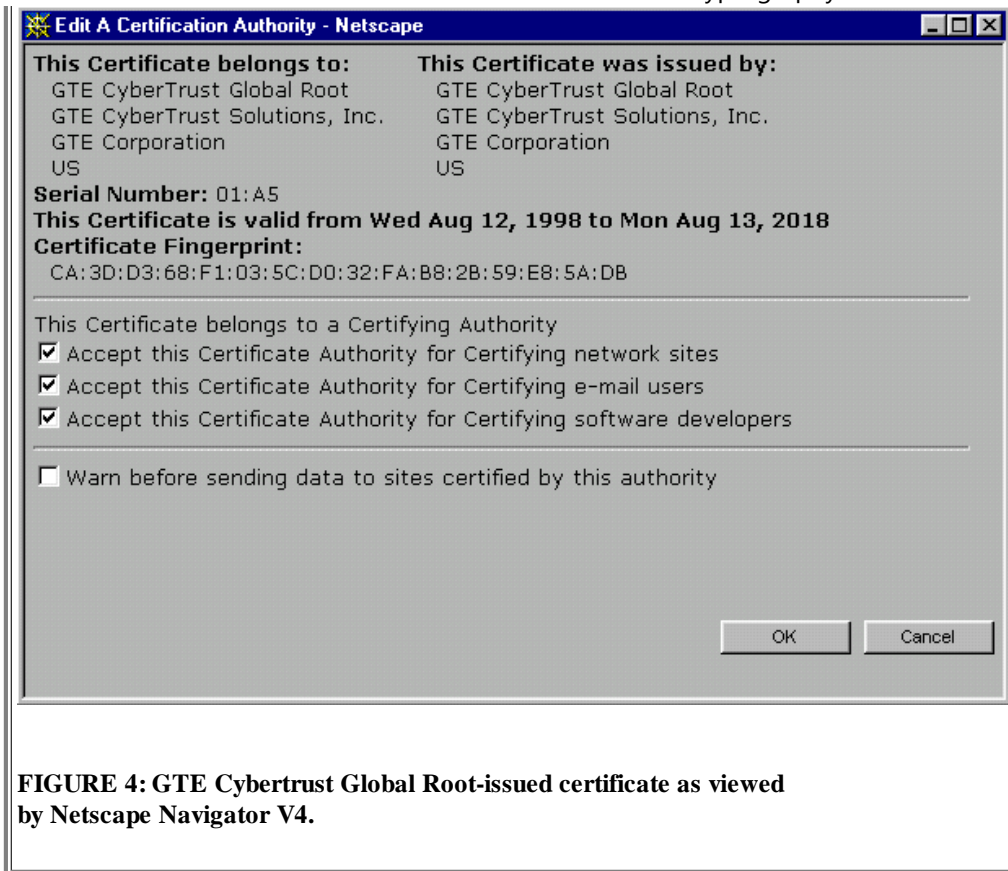 Edit A Certification Authority - Netscape
This Certificate belongs to:
GTE CyberTrust Global Root
GTE CyberTrust Solutions, Inc.
GTE Corporation
US
This Certificate was issued by:
GTE CyberTrust Global Root
GTE CyberTrust Solutions, Inc.
GTE Corporation
US
Serial Number: 01:A5
This Certificate is valid from Wed Aug 12, 1998 to Mon Aug 13, 2018
Certificate Fingerprint:
CA:3D:D3:68:F1:03:5C:D0:32:FA:B8:2B:59:E8:5A:DB
This Certificate belongs to a Certifying Authority
Accept this Certificate Authority for Certifying network sites
Accept this Certificate Authority for Certifying e-mail users
Accept this Certificate Authority for Certifying software developers
Warn before sending data to sites certified by this authority
OK
Cancel
FIGURE 4: GTE Cybertrust Global Root-issued certificate as viewed
by Netscape Navigator V4.